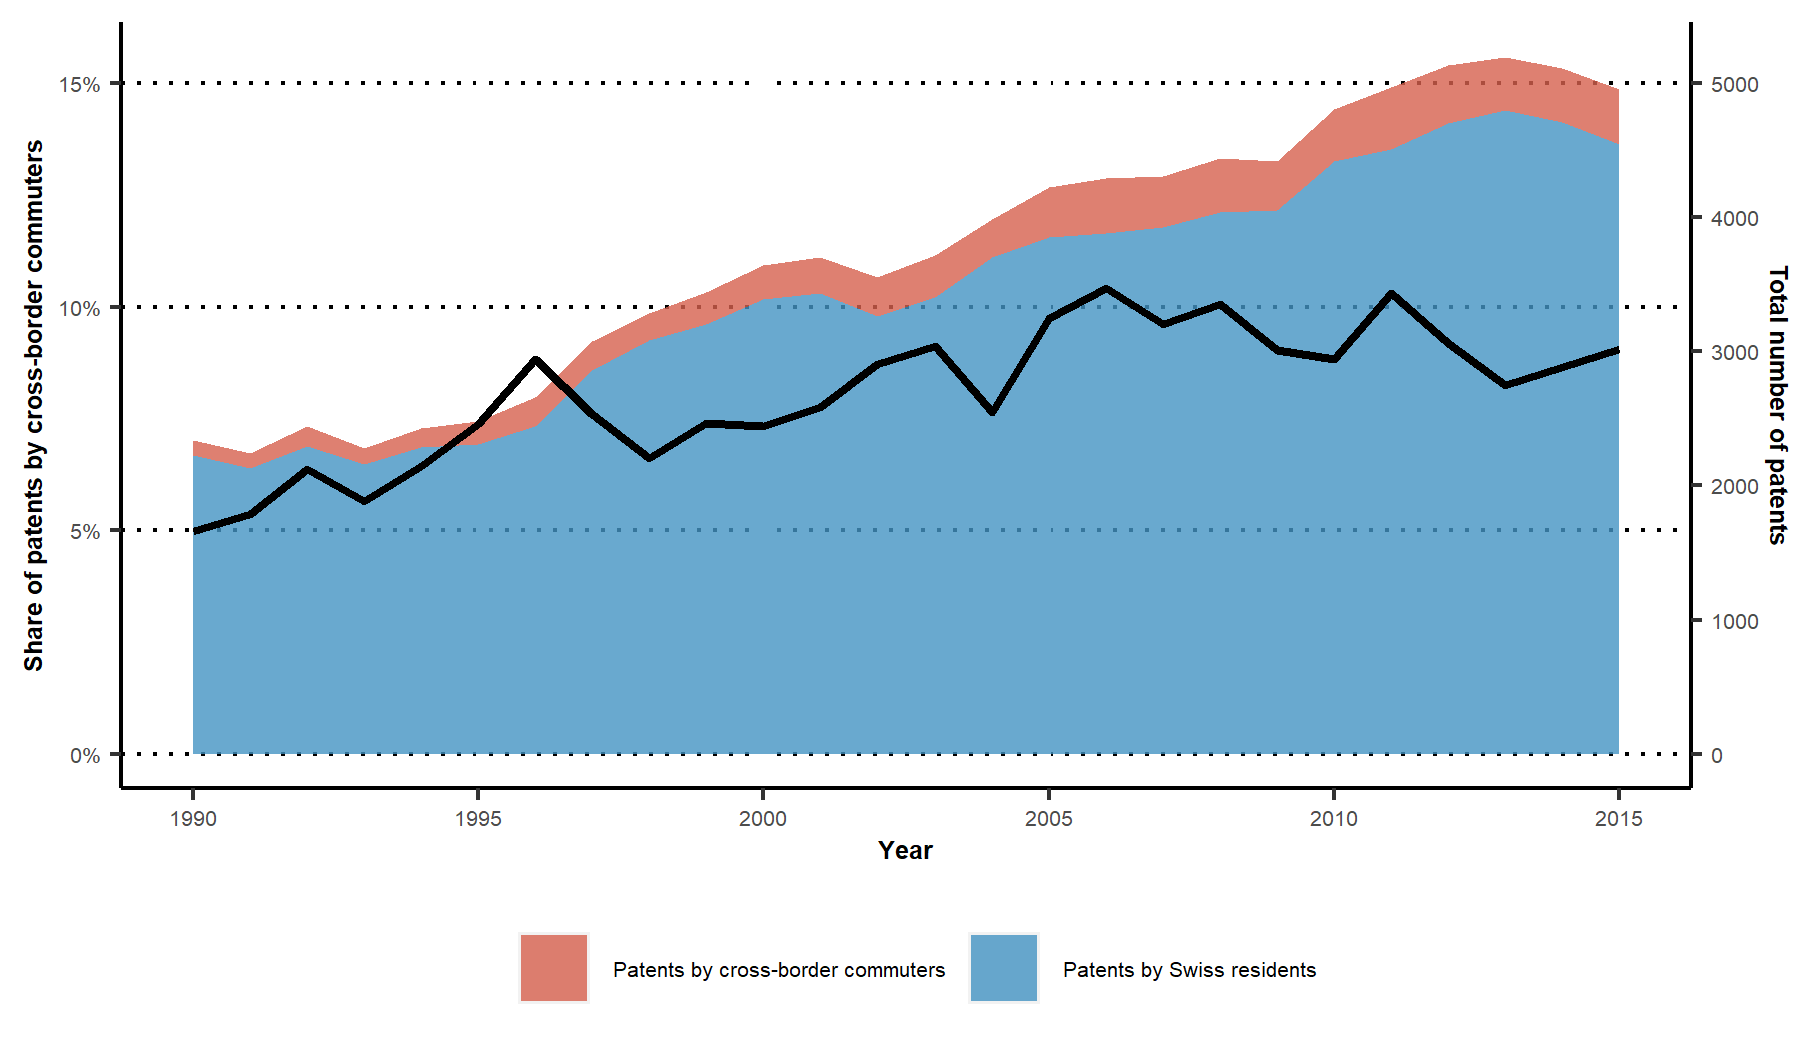 Share of patents by cross-border commuters
15%
10%
5%
0%
5000
4000
3000
2000
1000
0
Total number of patents
1990 1995 2000 2005 2010 2015
Year
Patents by cross-border commuters Patents by Swiss residents